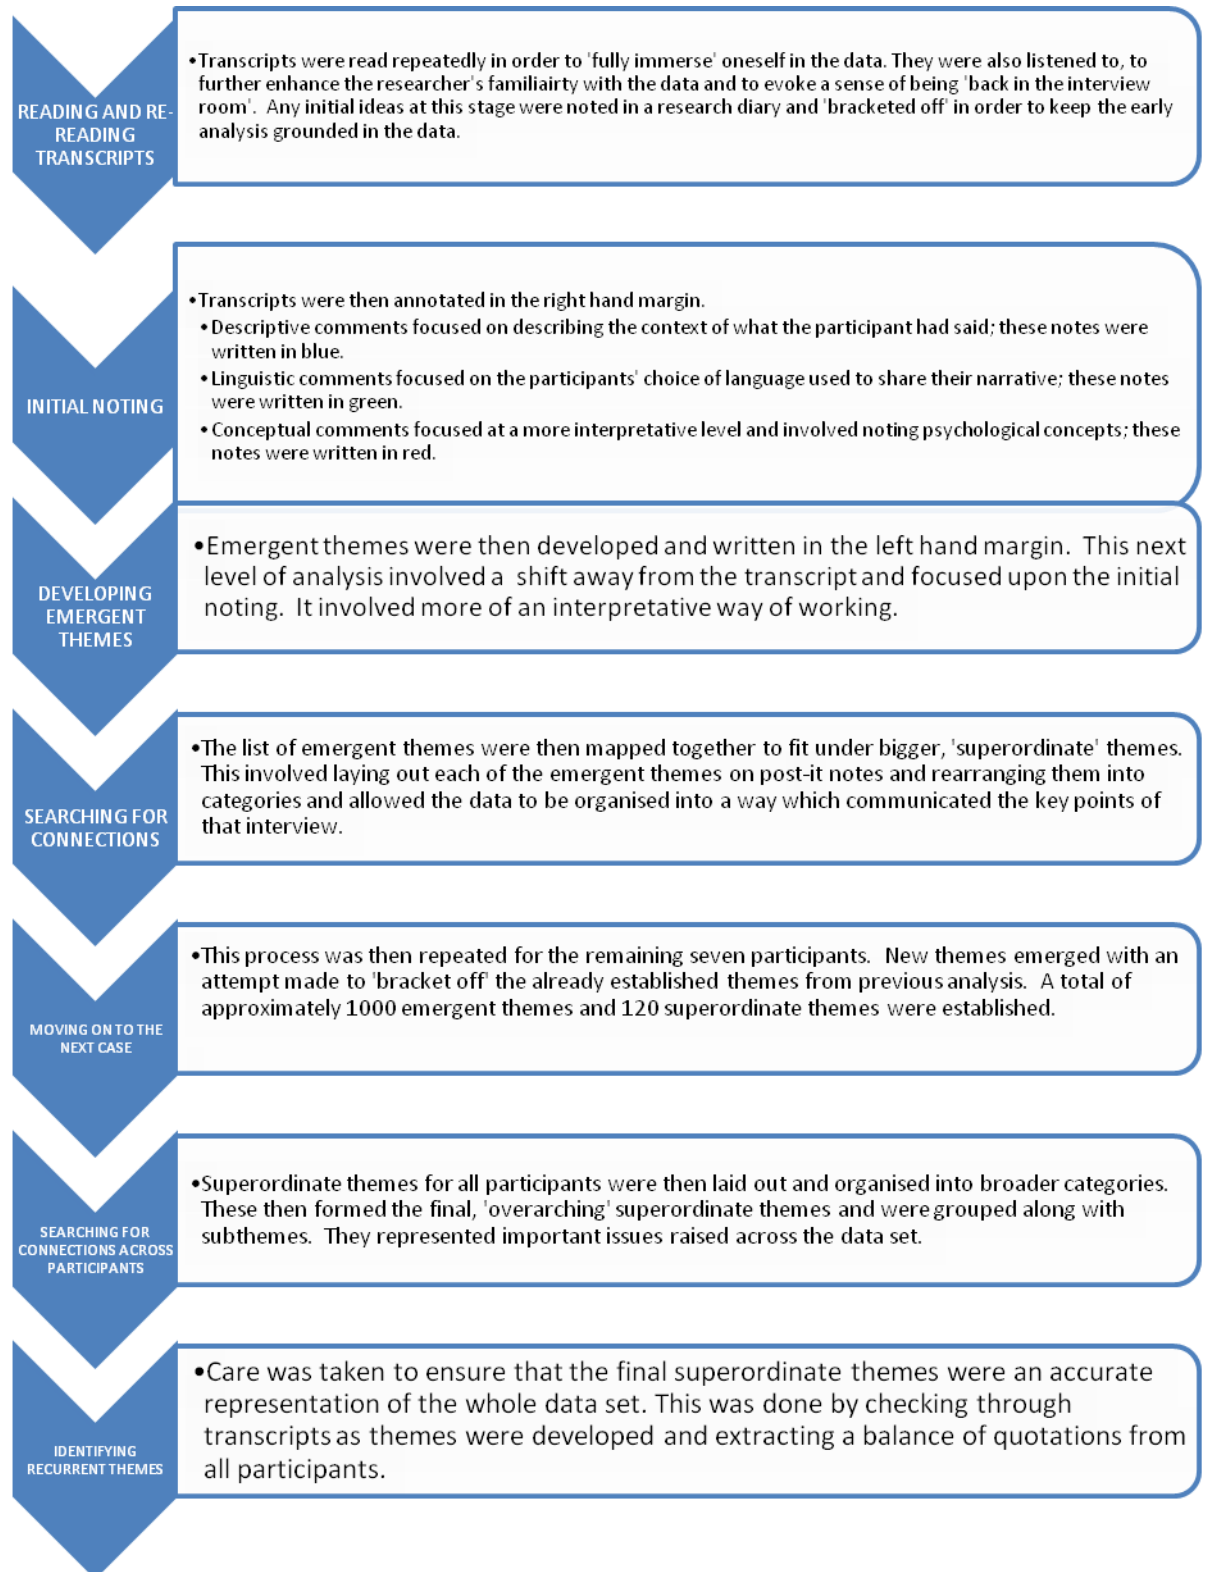 READING AND RE-
READING
TRANSCRIPTS
•Transcripts were read repeatedly in order to 'fully immerse' oneself in the data. They were also listened to, to
further enhance the researcher's familiairty with the data and to evoke a sense of being 'back in the interview
room'. Any initial ideas at this stage were noted in a research diary and 'bracketed off' in order to keep the early
analysis grounded in the data.
INITIAL NOTING
•Transcripts were then annotated in the right hand margin.
•Descriptive comments focused on describing the context of what the participant had said; these notes were
written in blue.
•Linguistic comments focused on the participants' choice of language used to share their narrative; these notes
were written in green.
•Conceptual comments focused at a more interpretative level and involved noting psychological concepts; these
notes were written in red.
DEVELOPING
EMERGENT
THEMES
•Emergent themes were then developed and written in the left hand margin. This next
level of analysis involved a shift away from the transcript and focused upon the initial
noting. It involved more of an interpretative way of working.
SEARCHING FOR
CONNECTIONS
•The list of emergent themes were then mapped together to fit under bigger, 'superordinate' themes.
This involved laying out each of the emergent themes on post-it notes and rearranging them into
categories and allowed the data to be organised into a way which communicated the key points of
that interview.
MOVING ON TO THE
NEXT CASE
•This process was then repeated for the remaining seven participants. New themes emerged with an
attempt made to 'bracket off' the already established themes from previous analysis. A total of
approximately 1000 emergent themes and 120 superordinate themes were established.
SEARCHING FOR
CONNECTIONS ACROSS
PARTICIPANTS
•Superordinate themes for all participants were then laid out and organised into broader categories.
These then formed the final, 'overarching' superordinate themes and were grouped along with
subthemes. They represented important issues raised across the data set.
IDENTIFYING
RECURRENT THEMES
•Care was taken to ensure that the final superordinate themes were an accurate
representation of the whole data set. This was done by checking through
transcripts as themes were developed and extracting a balance of quotations from
all participants.